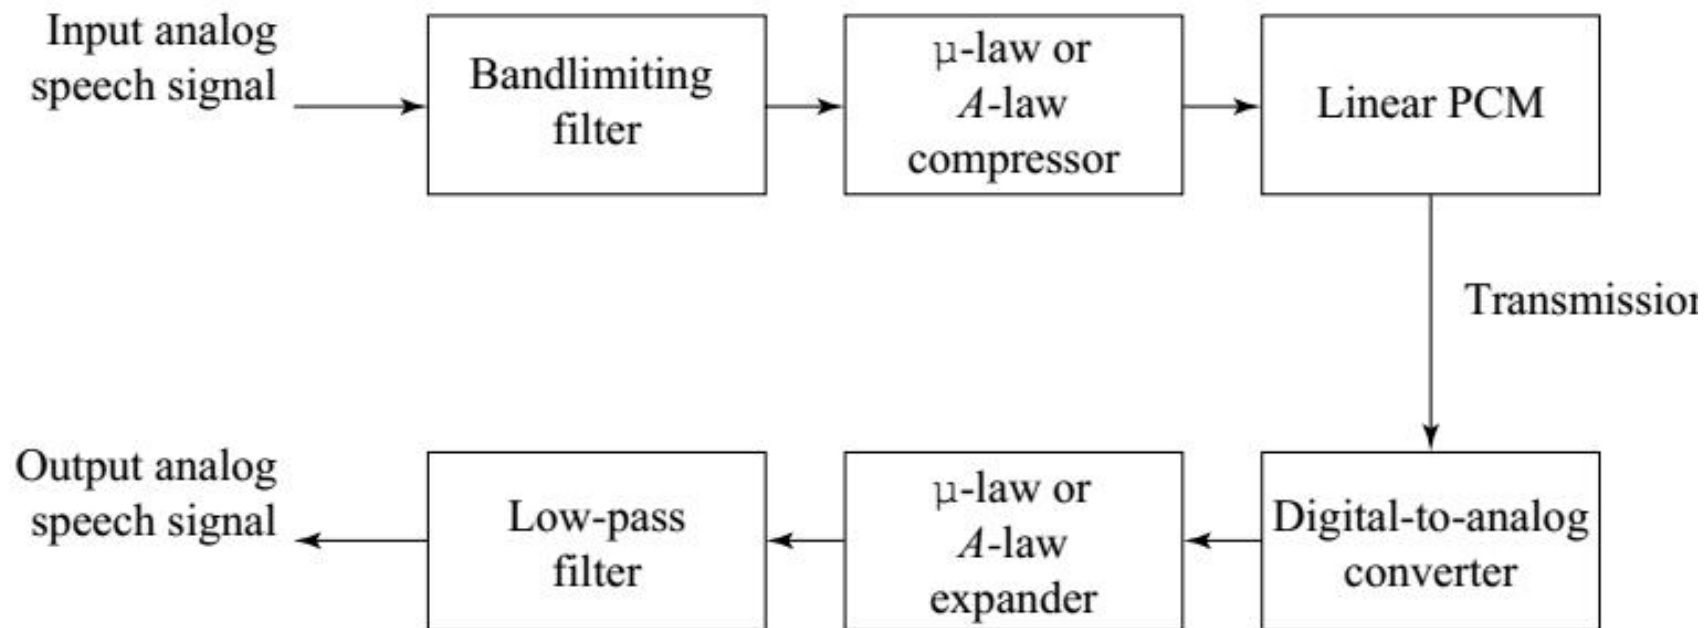 Input analog
speech signal
Bandlimiting
filter
μ-law or
A-law
compressor
Linear PCM
Transmission
Output analog
speech signal
Low-pass
filter
μ-law or
A-law
expander
Digital-to-analog
converter